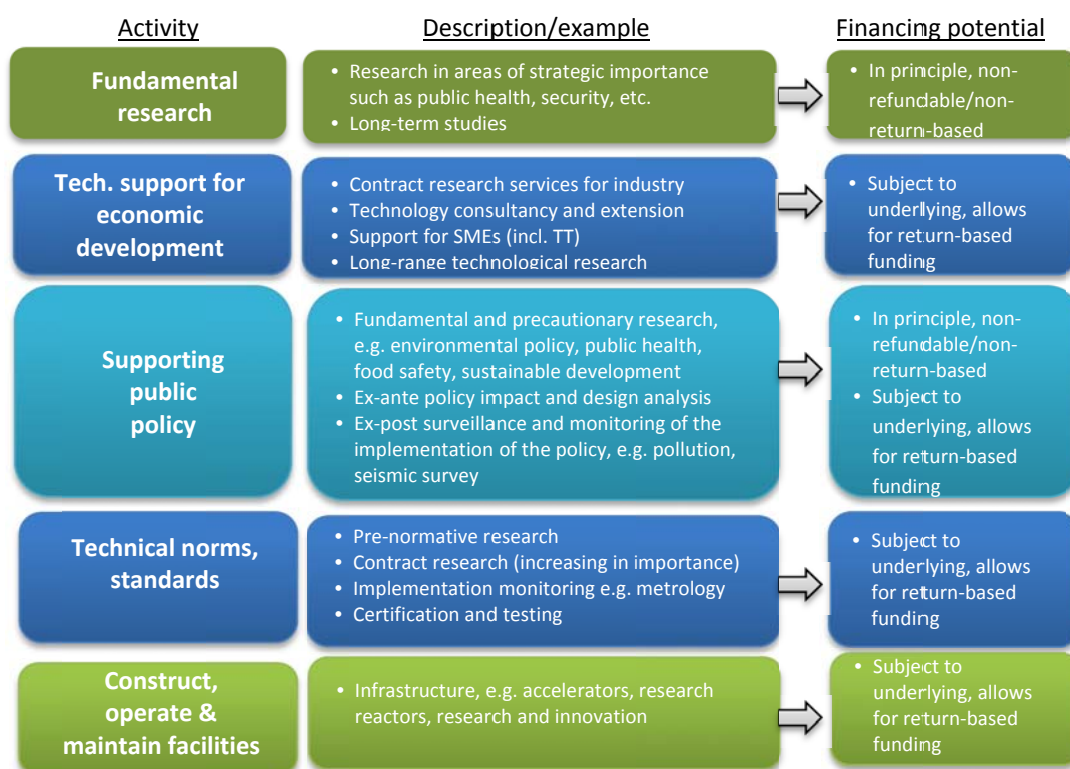 Activity
Description/example
Financing potential
Fundamental
research
• Research in areas of strategic importance
such as public health, security, etc.
• Long-term studies
• In principle, non-
refundable/non-
return-based
Tech. support for
economic
development
• Contract research services for industry
• Technology consultancy and extension
• Support for SMEs (incl. TT)
• Long-range technological research
• Subject to
underlying, allows
for return-based
funding
Supporting
public
policy
• Fundamental and precautionary research,
e.g. environmental policy, public health,
food safety, sustainable development
• Ex-ante policy impact and design analysis
• Ex-post surveillance and monitoring of the
implementation of the policy, e.g. pollution,
seismic survey
• In principle, non-
refundable/non-
return-based
• Subject to
underlying, allows
for return-based
funding
Technical norms,
standards
• Pre-normative research
• Contract research (increasing in importance)
• Implementation monitoring e.g. metrology
• Certification and testing
• Subject to
underlying, allows
for return-based
funding
Construct,
operate &
maintain facilities
• Infrastructure, e.g. accelerators, research
reactors, research and innovation
• Subject to
underlying, allows
for return-based
funding